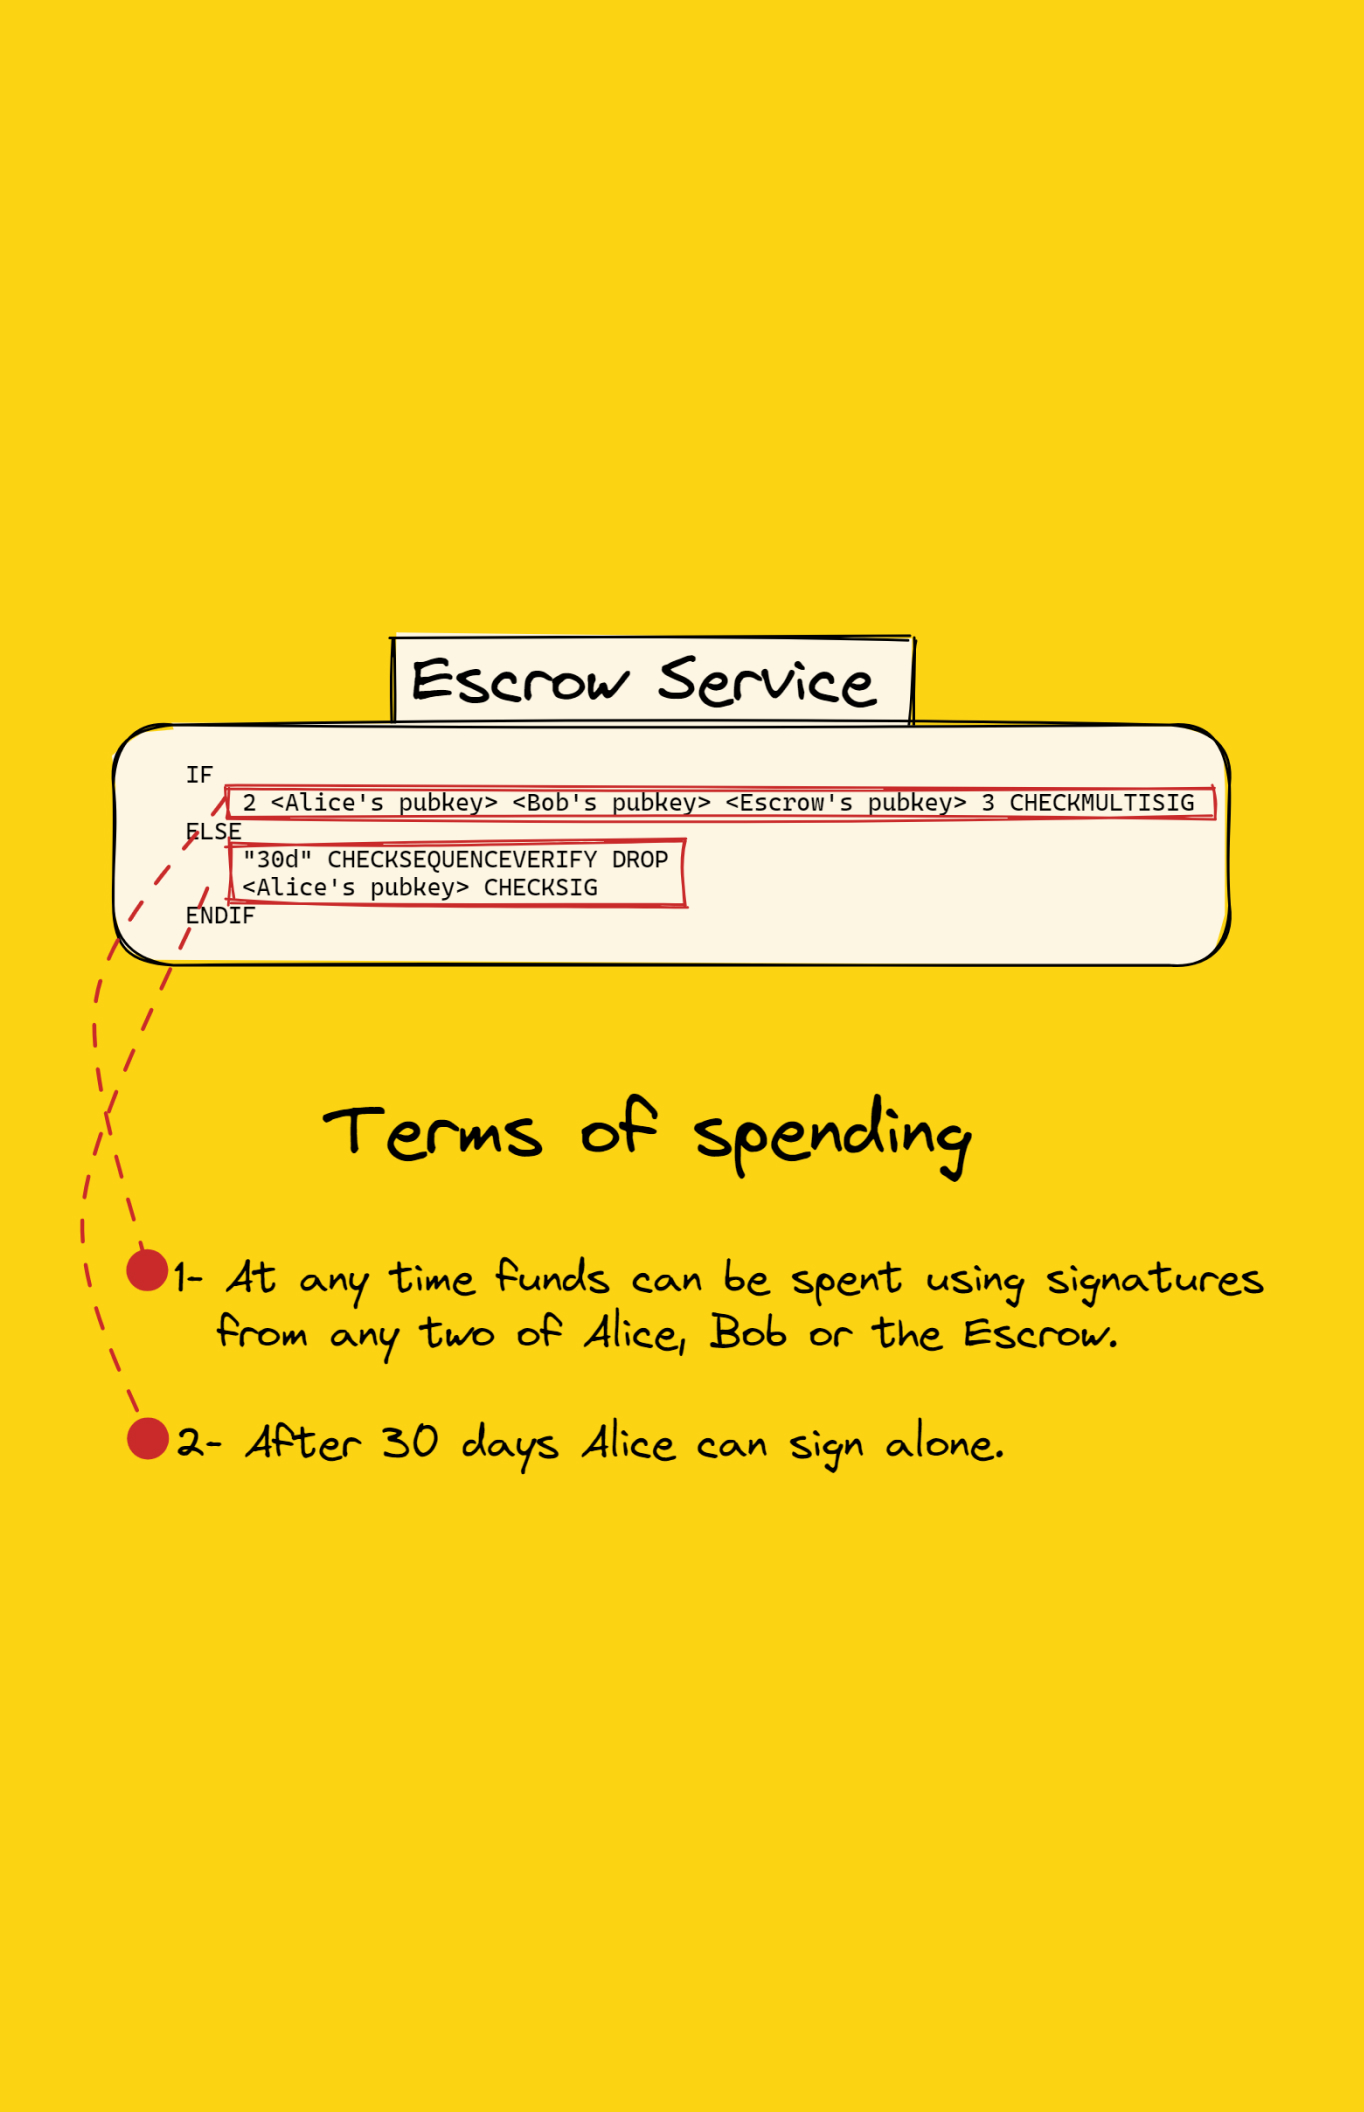 Escrow Service
IF
2 <Alice's pubkey> <Bob's pubkey> <Escrow's pubkey> 3 CHECKMULTISIG
ELSE
"30d" CHECKSEQUENCEVERIFY DROP
<Alice's pubkey> CHECKSIG
ENDIF
Terms of spending
1- At any time funds can be spent using signatures
from any two of Alice, Bob or the Escrow.
2- After 30 days Alice can sign alone.